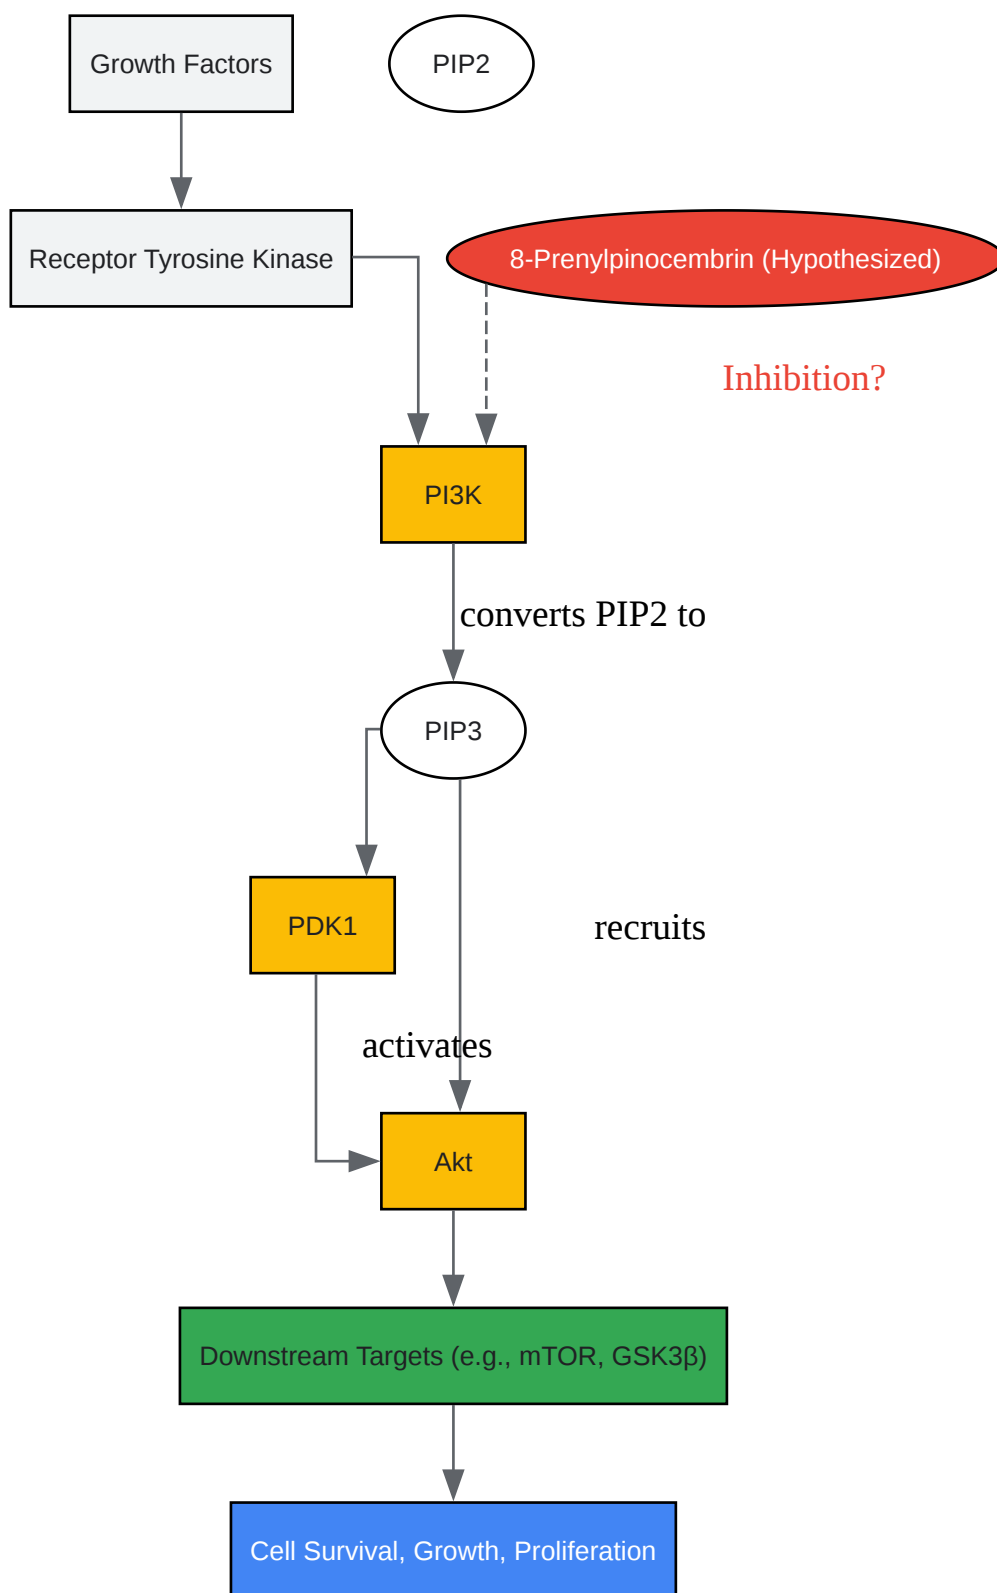 Growth Factors
PIP2
Receptor Tyrosine Kinase
8-Prenylpinocembrin (Hypothesized)
Inhibition?
PI3K
converts PIP2 to
PIP3
PDK1
recruits
activates
Akt
Downstream Targets (e.g., mTOR, GSK3β)
Cell Survival, Growth, Proliferation